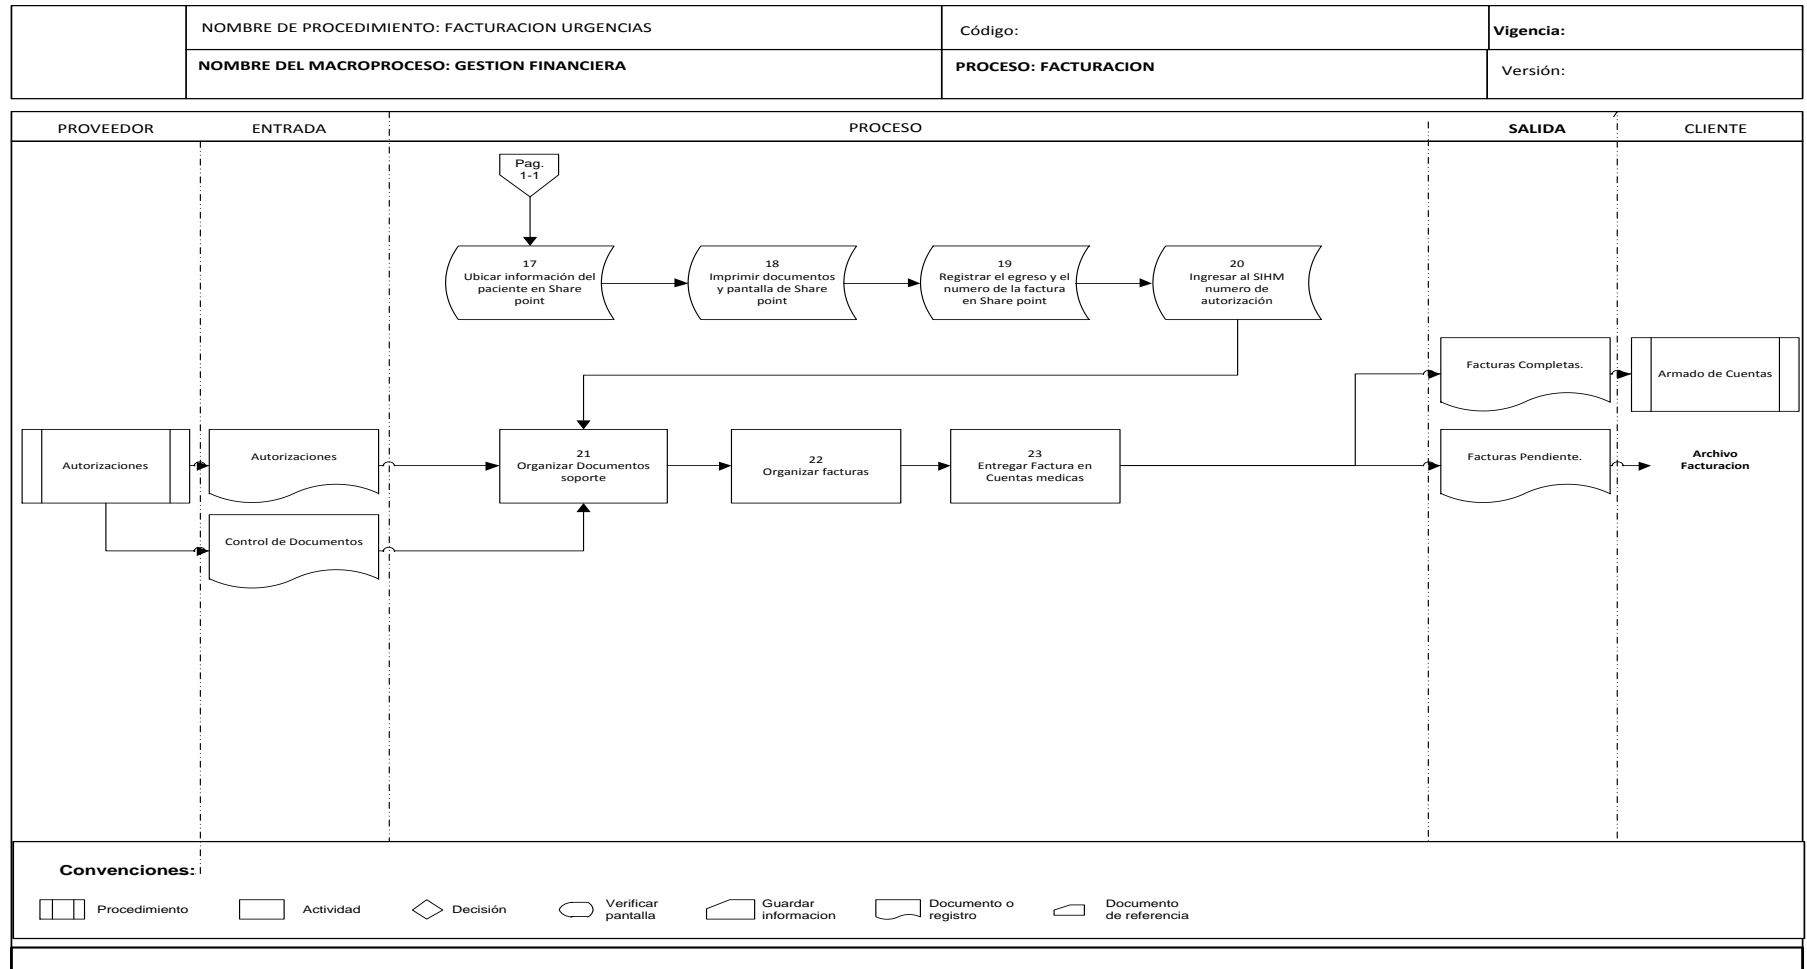 NOMBRE DE PROCEDIMIENTO: FACTURACION URGENCIAS
Código:
Vigencia:
NOMBRE DEL MACROPROCESO: GESTION FINANCIERA
PROCESO: FACTURACION
Versión:
PROVEEDOR
ENTRADA
PROCESO
SALIDA
CLIENTE
Pag.
1-1
17
Ubicar información del
paciente en Share
point
18
Imprimir documentos
y pantalla de Share
point
19
Registrar el egreso y el
numero de la factura
en Share point
20
Ingresar al SIHM
numero de
autorización
Facturas Completas.
Armado de Cuentas
Autorizaciones
Autorizaciones
21
Organizar Documentos
soporte
22
Organizar facturas
23
Entregar Factura en
Cuentas medicas
Facturas Pendiente.
Archivo
Facturacion
Control de Documentos
Convenciones:
Procedimiento
Actividad
Decisión
Verificar
pantalla
Guardar
informacion
Documento o
registro
Documento
de referencia